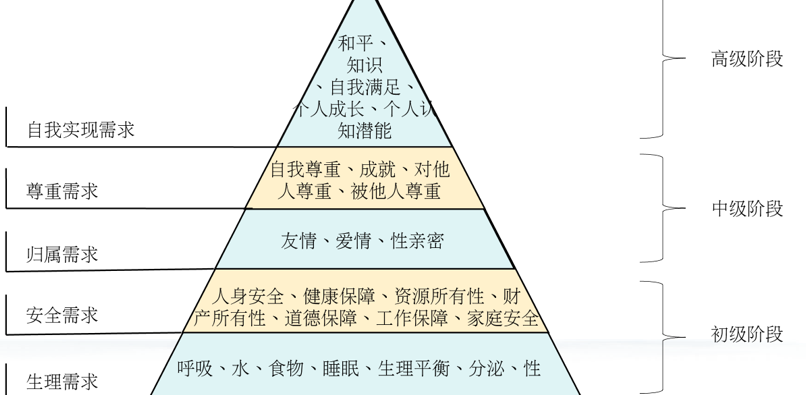 和平、
知识
、自我满足、
个人成长、个人认
知潜能
高级阶段
自我实现需求
自我尊重、成就、对他
人尊重、被他人尊重
尊重需求
中级阶段
友情、爱情、性亲密
归属需求
人身安全、健康保障、资源所有性、财
产所有性、道德保障、工作保障、家庭安全
安全需求
初级阶段
呼吸、水、食物、睡眠、生理平衡、分泌、性
生理需求